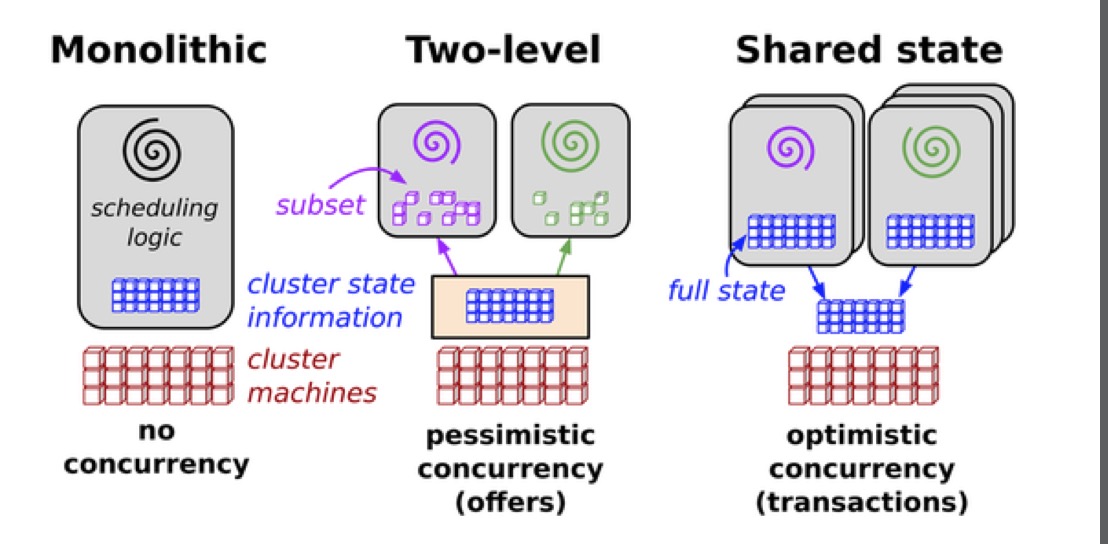 Monolithic
Two-level
Shared state
scheduling
logic
cluster state
information
cluster
machines
no
concurrency
subset
pessimistic
concurrency
(offers)
full state
optimistic
concurrency
(transactions)